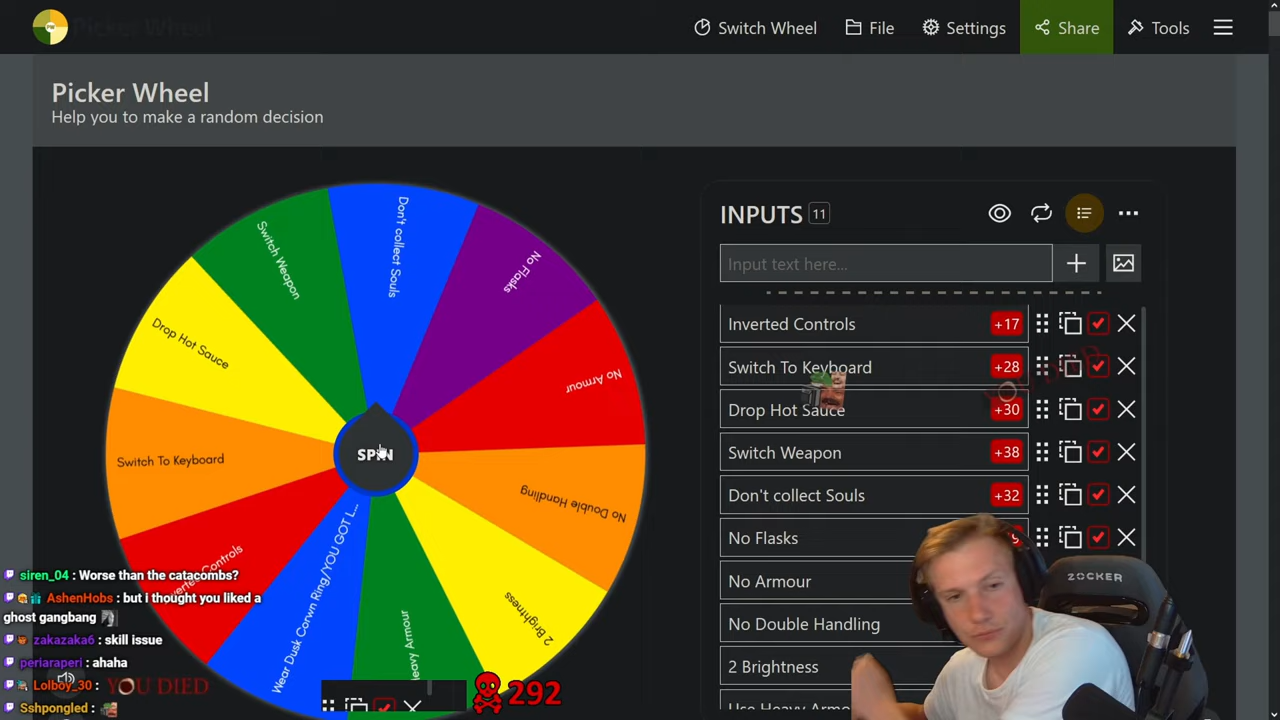 Picker Wheel
Switch Wheel
File
Settings
Share
Tools
Picker Wheel
Help you to make a random decision
INPUTS 11
Input text here...
Inverted Controls +17
Switch To Keyboard +28
Drop Hot Sauce +30
Switch Weapon +38
Don't collect Souls +32
No Flasks
No Armour
No Double Handling
2 Brightness
Don't collect Souls
No Flasks
No Armour
No Double Handling
2 Brightness
Wear Dusk Corwn Ring/YOU GOT L...
Switch To Keyboard
Drop Hot Sauce
Switch Weapon
SPIN
siren_04 : Worse than the catacombs?
AshenHobs : but i thought you liked a
ghost gangbang
zakazaka6 : skill issue
periaraperi : ahaha
Lolboy_30 :
Sshpongled :
YOU DIED
292
ZOCKER